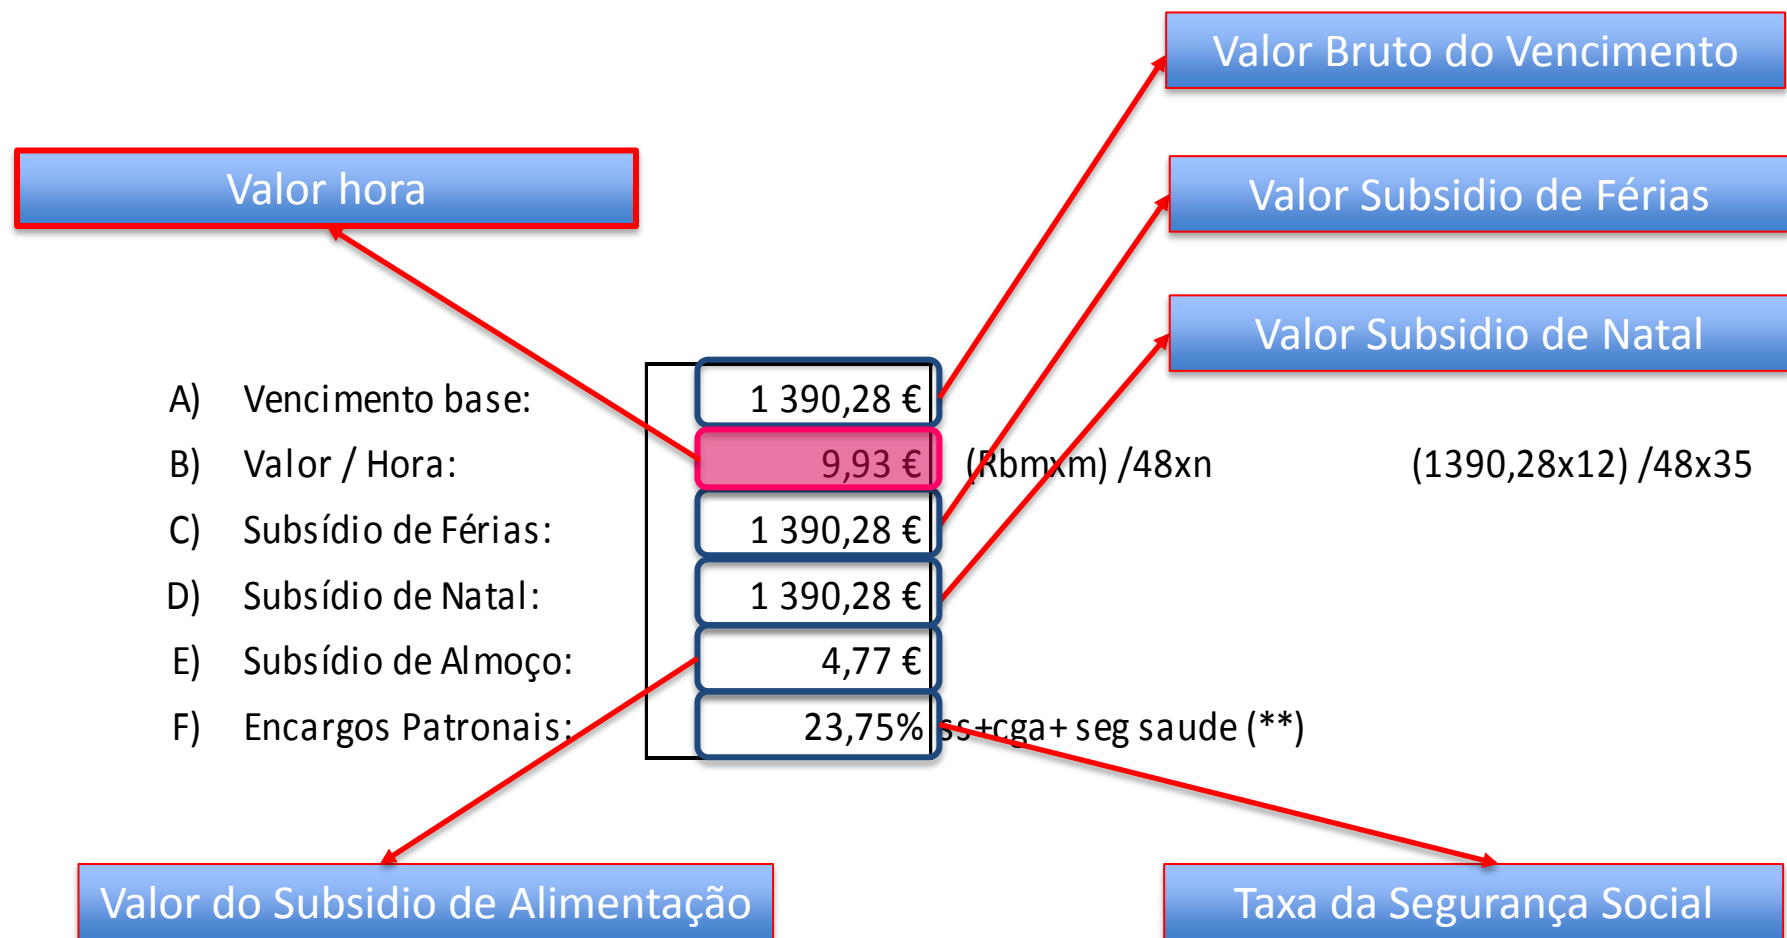 Valor Bruto do Vencimento
Valor hora
Valor Subsidio de Férias
Valor Subsidio de Natal
A) Vencimento base: 1 390,28 €
B) Valor / Hora: 9,93 € (Rbmxm) /48xn (1390,28x12) /48x35
C) Subsídio de Férias: 1 390,28 €
D) Subsídio de Natal: 1 390,28 €
E) Subsídio de Almoço: 4,77 €
F) Encargos Patronais: 23,75% ss+cga+ seg saude (**)
Valor do Subsidio de Alimentação
Taxa da Segurança Social